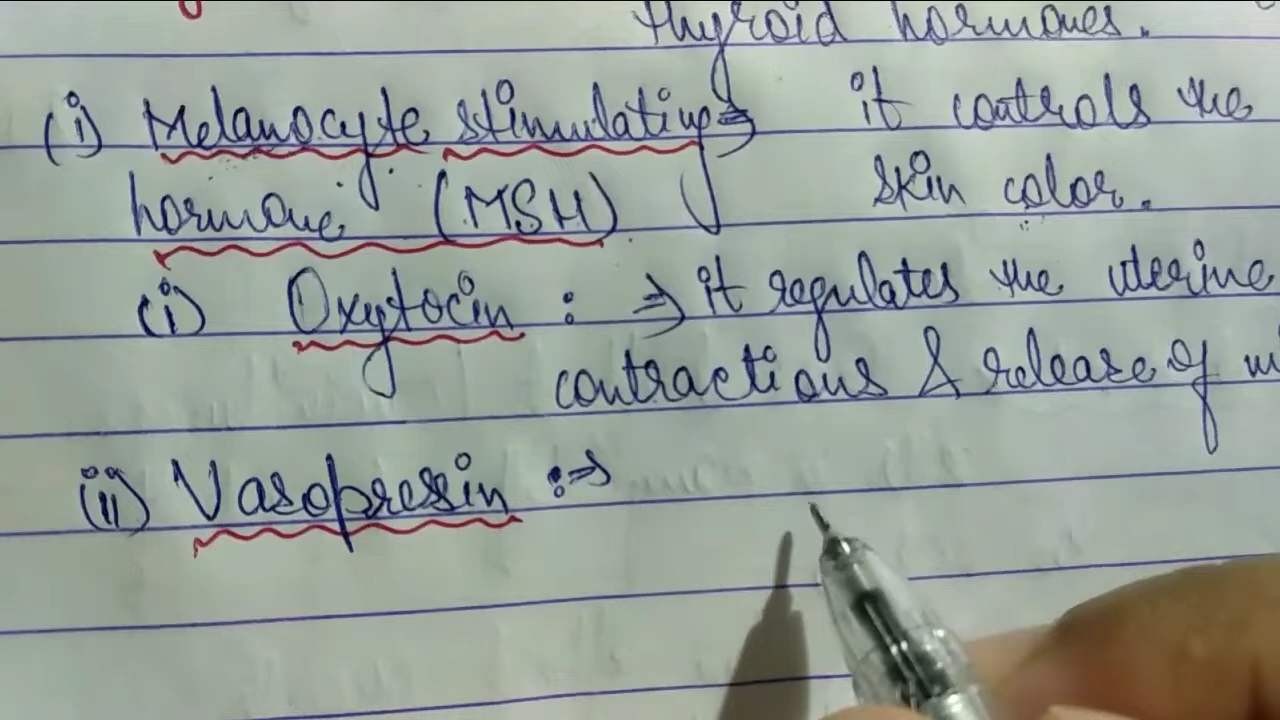 thyroid hormones.
(i) Melanocyte stimulating ⇒ it controls the
hormone (MSH) skin color.
(i) Oxytocin : ⇒ it regulates the uterine
contractions & release of
(ii) Vasopressin :⇒